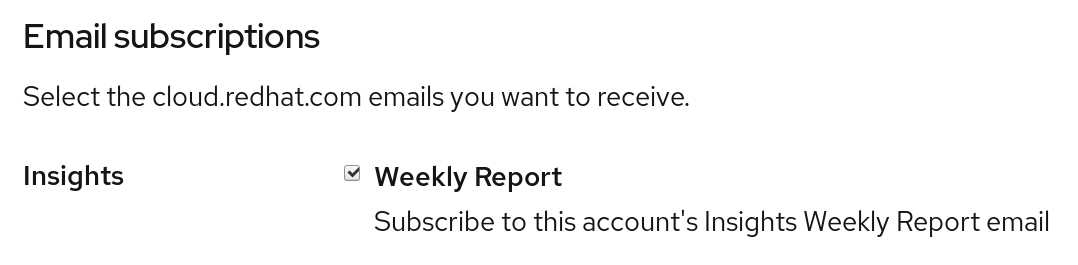 Email subscriptions
Select the cloud.redhat.com emails you want to receive.
Insights
Weekly Report
Subscribe to this account's Insights Weekly Report email